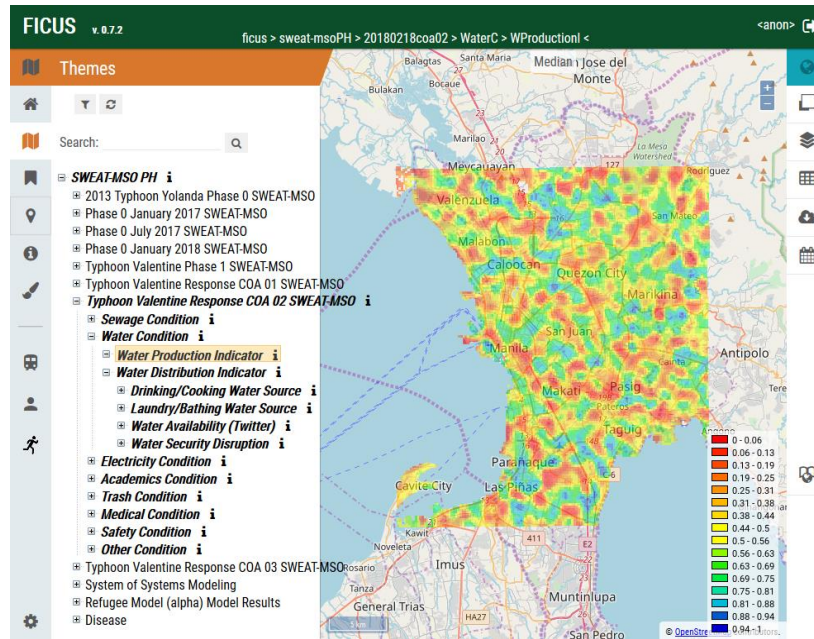 FICUS v. 0.7.2
ficus > sweat-msoPH > 20180218coa02 > WaterC > WProductionI <
<anon>
Themes
Search:
SWEAT-MSO PH i
2013 Typhoon Yolanda Phase 0 SWEAT-MSO
Phase 0 January 2017 SWEAT-MSO
Phase 0 July 2017 SWEAT-MSO
Phase 0 January 2018 SWEAT-MSO
Typhoon Valentine Phase 1 SWEAT-MSO
Typhoon Valentine Response COA 01 SWEAT-MSO
Typhoon Valentine Response COA 02 SWEAT-MSO i
Sewage Condition i
Water Condition i
Water Production Indicator i
Water Distribution Indicator i
Drinking/Cooking Water Source i
Laundry/Bathing Water Source i
Water Availability (Twitter) i
Water Security Disruption i
Electricity Condition i
Academics Condition i
Trash Condition i
Medical Condition i
Safety Condition i
Other Condition i
Typhoon Valentine Response COA 03 SWEAT-MSO
System of Systems Modeling
Refugee Model (alpha) Model Results
Disease
Balagtas
Santa Maria
Median
Jose del
Monte
27
Bulakan
Bocaue
Marilao
La Mesa
Watershed
Meycauayan
127
Rodriguez
Valenzuela
San Mateo
Malabon
Caloocan
Quezon City
Marikina
San Juan
Manila
Antipolo
Cainta
Makati
Pasig
Pateros
Taguig
Parañaque
C-6
Cavite City
Las Piñas
Kawit
Noveleta
411
E2
Rosario
Imus
Tanza
General Trias
Muntinlupa
HA27
San Pedro
5 km
0 - 0.06
0.06 - 0.13
0.13 - 0.19
0.19 - 0.25
0.25 - 0.31
0.31 - 0.38
0.38 - 0.44
0.44 - 0.5
0.5 - 0.56
0.56 - 0.63
0.63 - 0.69
0.69 - 0.75
0.75 - 0.81
0.81 - 0.88
0.88 - 0.94
0.94 - 1